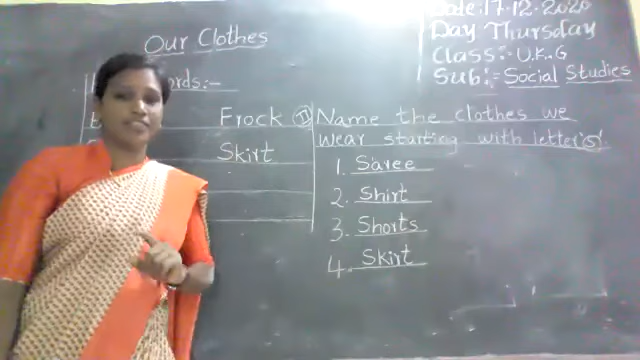 Date:17-12-2020
Day Thursday
Class:- U.K.G
Sub:- Social Studies
Our Clothes
Frock
Skirt
II Name the clothes we
wear starting with letter 's'.
1. Saree
2. Shirt
3. Shorts
4. Skirt